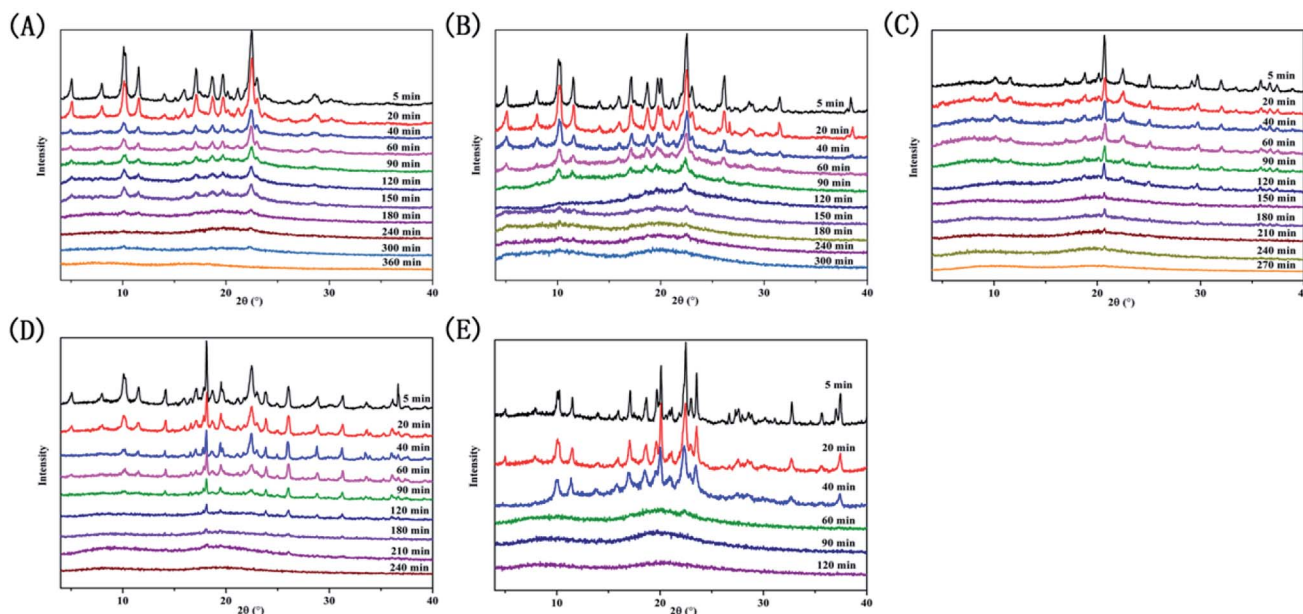 (A)
Intensity
5 min
20 min
40 min
60 min
90 min
120 min
150 min
180 min
240 min
300 min
360 min
10 20 30 40
2θ (°)
(B)
Intensity
5 min
20 min
40 min
60 min
90 min
120 min
150 min
180 min
240 min
300 min
10 20 30 40
2θ (°)
(C)
Intensity
5 min
20 min
40 min
60 min
90 min
120 min
150 min
180 min
210 min
240 min
270 min
10 20 30 40
2θ (°)
(D)
Intensity
5 min
20 min
40 min
60 min
90 min
120 min
180 min
210 min
240 min
10 20 30 40
2θ (°)
(E)
Intensity
5 min
20 min
40 min
60 min
90 min
120 min
10 20 30 40
2θ (°)